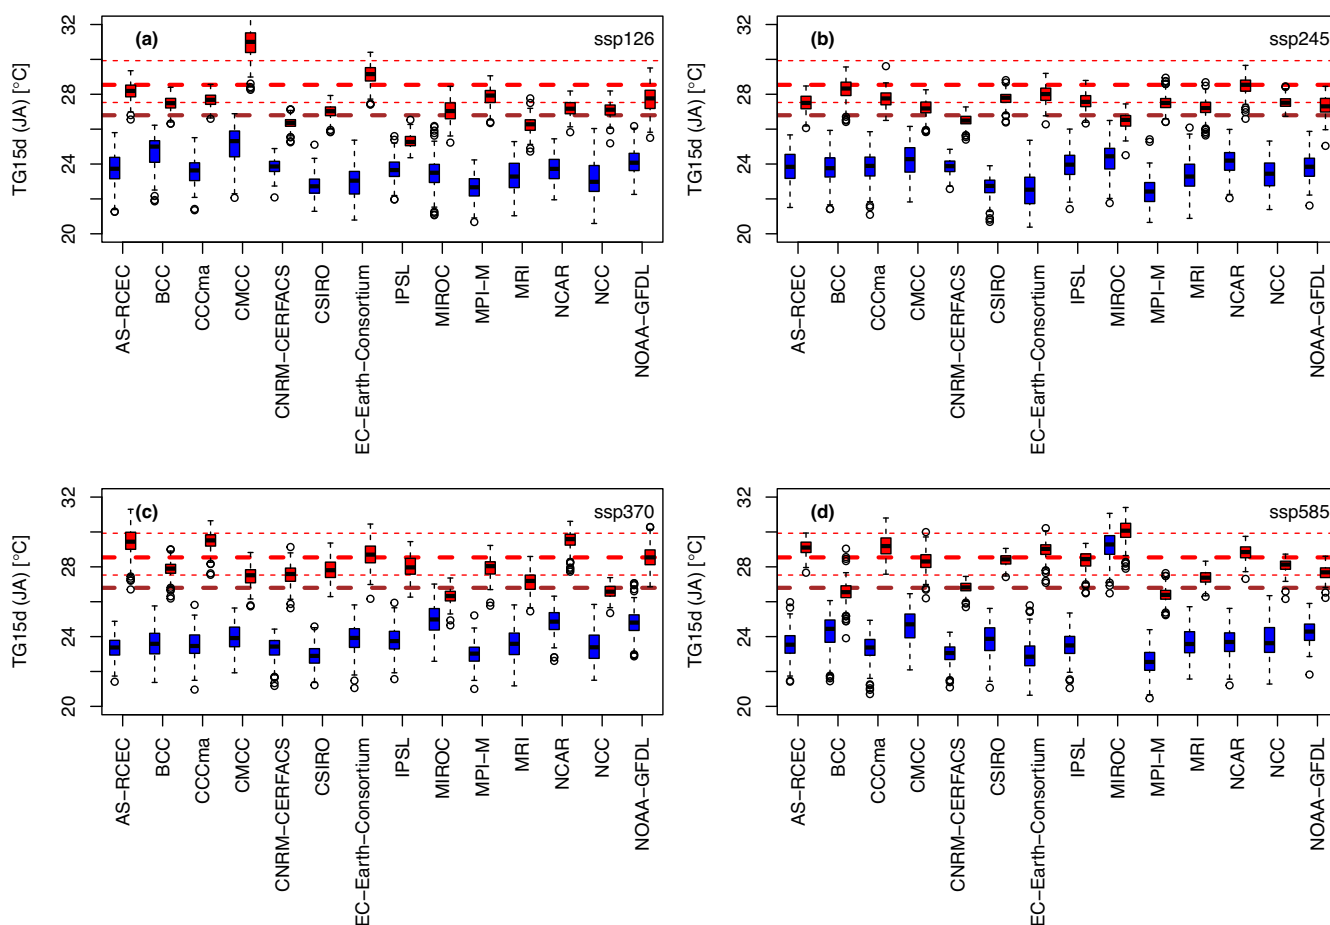 (a)
ssp126
TG15d (JA) [°C]
32
28
24
20
AS−RCEC
BCC
CCCma
CMCC
CNRM−CERFACS
CSIRO
EC−Earth−Consortium
IPSL
MIROC
MPI−M
MRI
NCAR
NCC
NOAA−GFDL
(b)
ssp245
TG15d (JA) [°C]
32
28
24
20
AS−RCEC
BCC
CCCma
CMCC
CNRM−CERFACS
CSIRO
EC−Earth−Consortium
IPSL
MIROC
MPI−M
MRI
NCAR
NCC
NOAA−GFDL
(c)
ssp370
TG15d (JA) [°C]
32
28
24
20
AS−RCEC
BCC
CCCma
CMCC
CNRM−CERFACS
CSIRO
EC−Earth−Consortium
IPSL
MIROC
MPI−M
MRI
NCAR
NCC
NOAA−GFDL
(d)
ssp585
TG15d (JA) [°C]
32
28
24
20
AS−RCEC
BCC
CCCma
CMCC
CNRM−CERFACS
CSIRO
EC−Earth−Consortium
IPSL
MIROC
MPI−M
MRI
NCAR
NCC
NOAA−GFDL